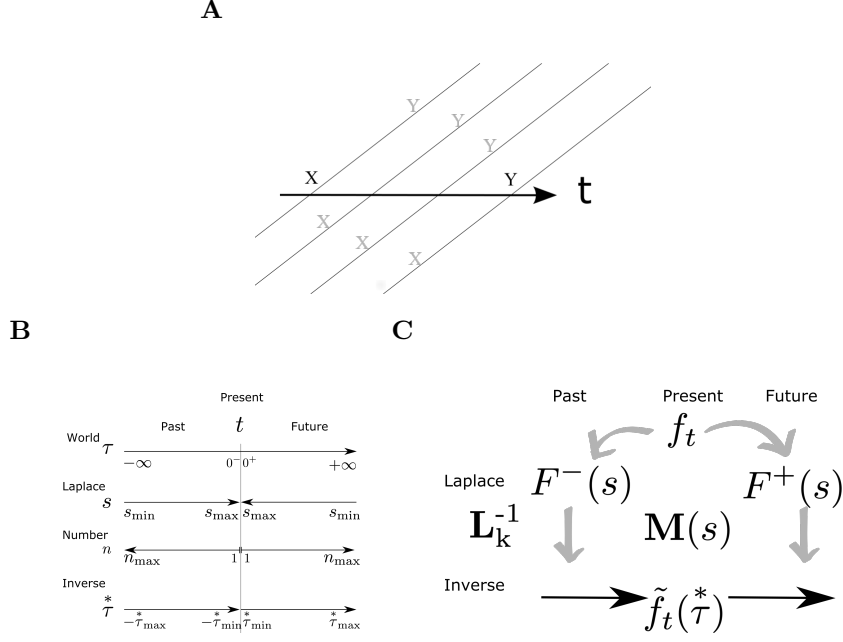 A
Y
Y
Y
X
Y
t
X
X
X
B
C
Present
Past
t
Future
World
τ
−∞
0⁻
0⁺
+∞
Laplace
s
s_min
s_max
s_max
s_min
Number
n
n_max
1
1
n_max
Inverse
τ*
−τ*_max
−τ*_min
τ*_min
τ*_max
Past
Present
Future
f_t
Laplace
F⁻(s)
F⁺(s)
L_k^-1
M(s)
Inverse
f̃_t(τ*)